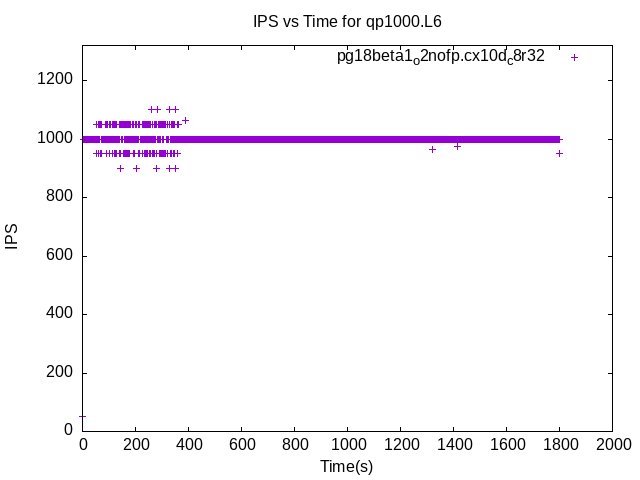 IPS vs Time for qp1000.L6
pg18beta1_o2nofp.cx10d_c8r32
1200
1000
800
600
400
200
0
IPS
0 200 400 600 800 1000 1200 1400 1600 1800 2000
Time(s)